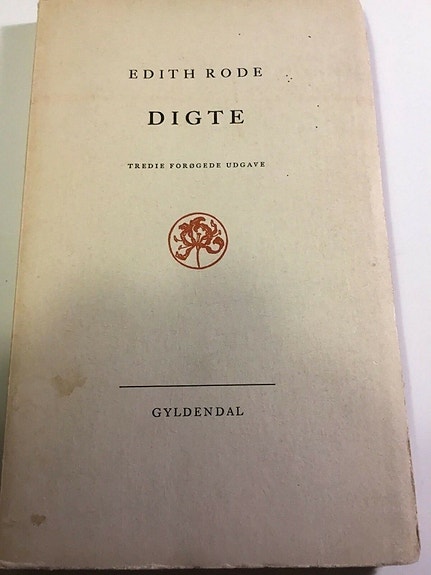 EDITH RODE
DIGTE
TREDIE FORØGEDE UDGAVE
GYLDENDAL